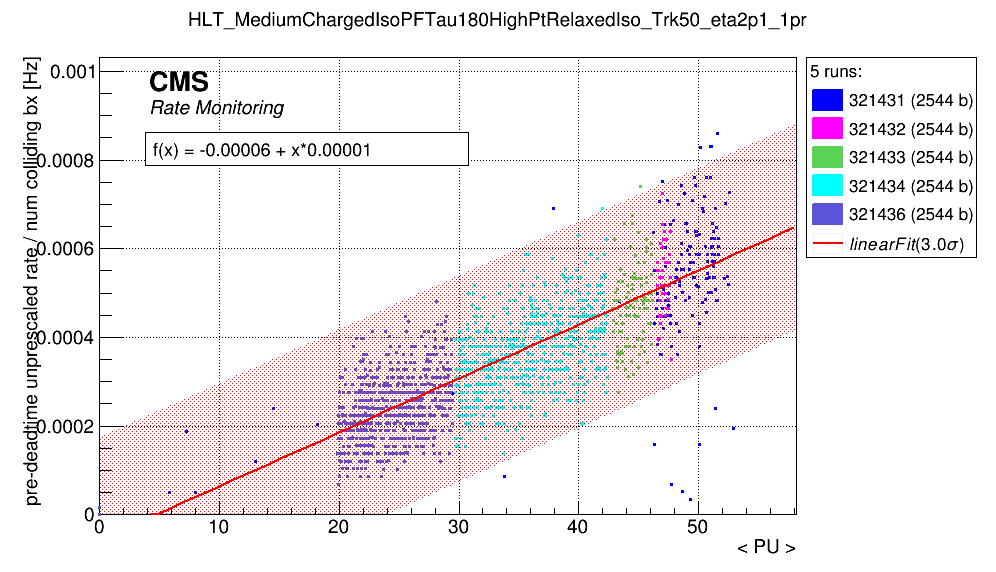 HLT_MediumChargedIsoPFTau180HighPtRelaxedIso_Trk50_eta2p1_1pr
pre-deadtime unprescaled rate / num colliding bx [Hz]
0.001
0.0008
0.0006
0.0004
0.0002
0
CMS
Rate Monitoring
f(x) = -0.00006 + x*0.00001
0 10 20 30 40 50
< PU >
5 runs:
321431 (2544 b)
321432 (2544 b)
321433 (2544 b)
321434 (2544 b)
321436 (2544 b)
linearFit(3.0σ)